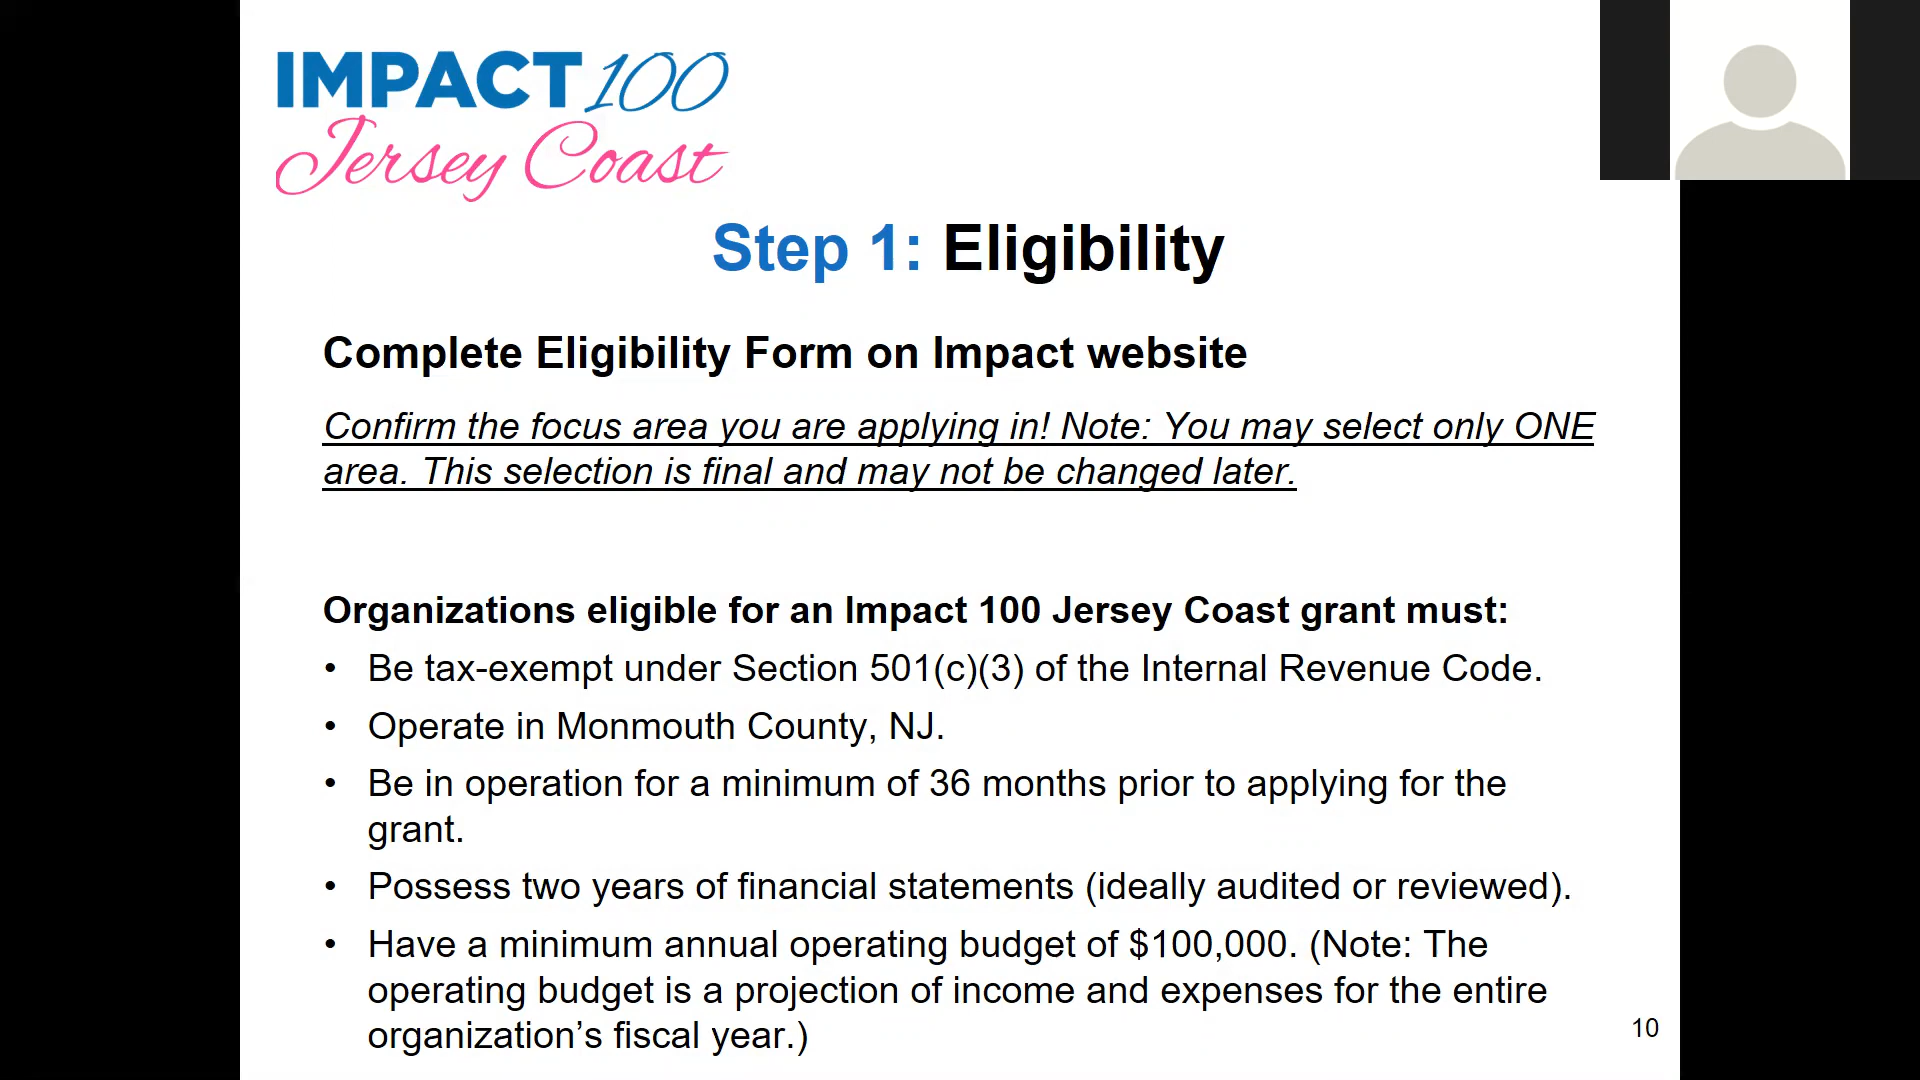 IMPACT 100
Jersey Coast
Step 1: Eligibility
Complete Eligibility Form on Impact website
Confirm the focus area you are applying in! Note: You may select only ONE
area. This selection is final and may not be changed later.
Organizations eligible for an Impact 100 Jersey Coast grant must:
• Be tax-exempt under Section 501(c)(3) of the Internal Revenue Code.
• Operate in Monmouth County, NJ.
• Be in operation for a minimum of 36 months prior to applying for the
grant.
• Possess two years of financial statements (ideally audited or reviewed).
• Have a minimum annual operating budget of $100,000. (Note: The
operating budget is a projection of income and expenses for the entire
organization’s fiscal year.)
10